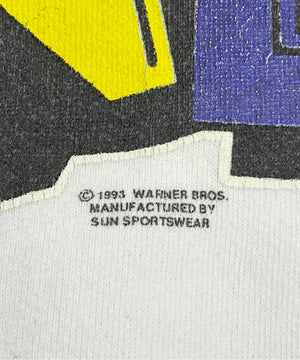 © 1993 WARNER BROS.
MANUFACTURED BY
SUN SPORTSWEAR